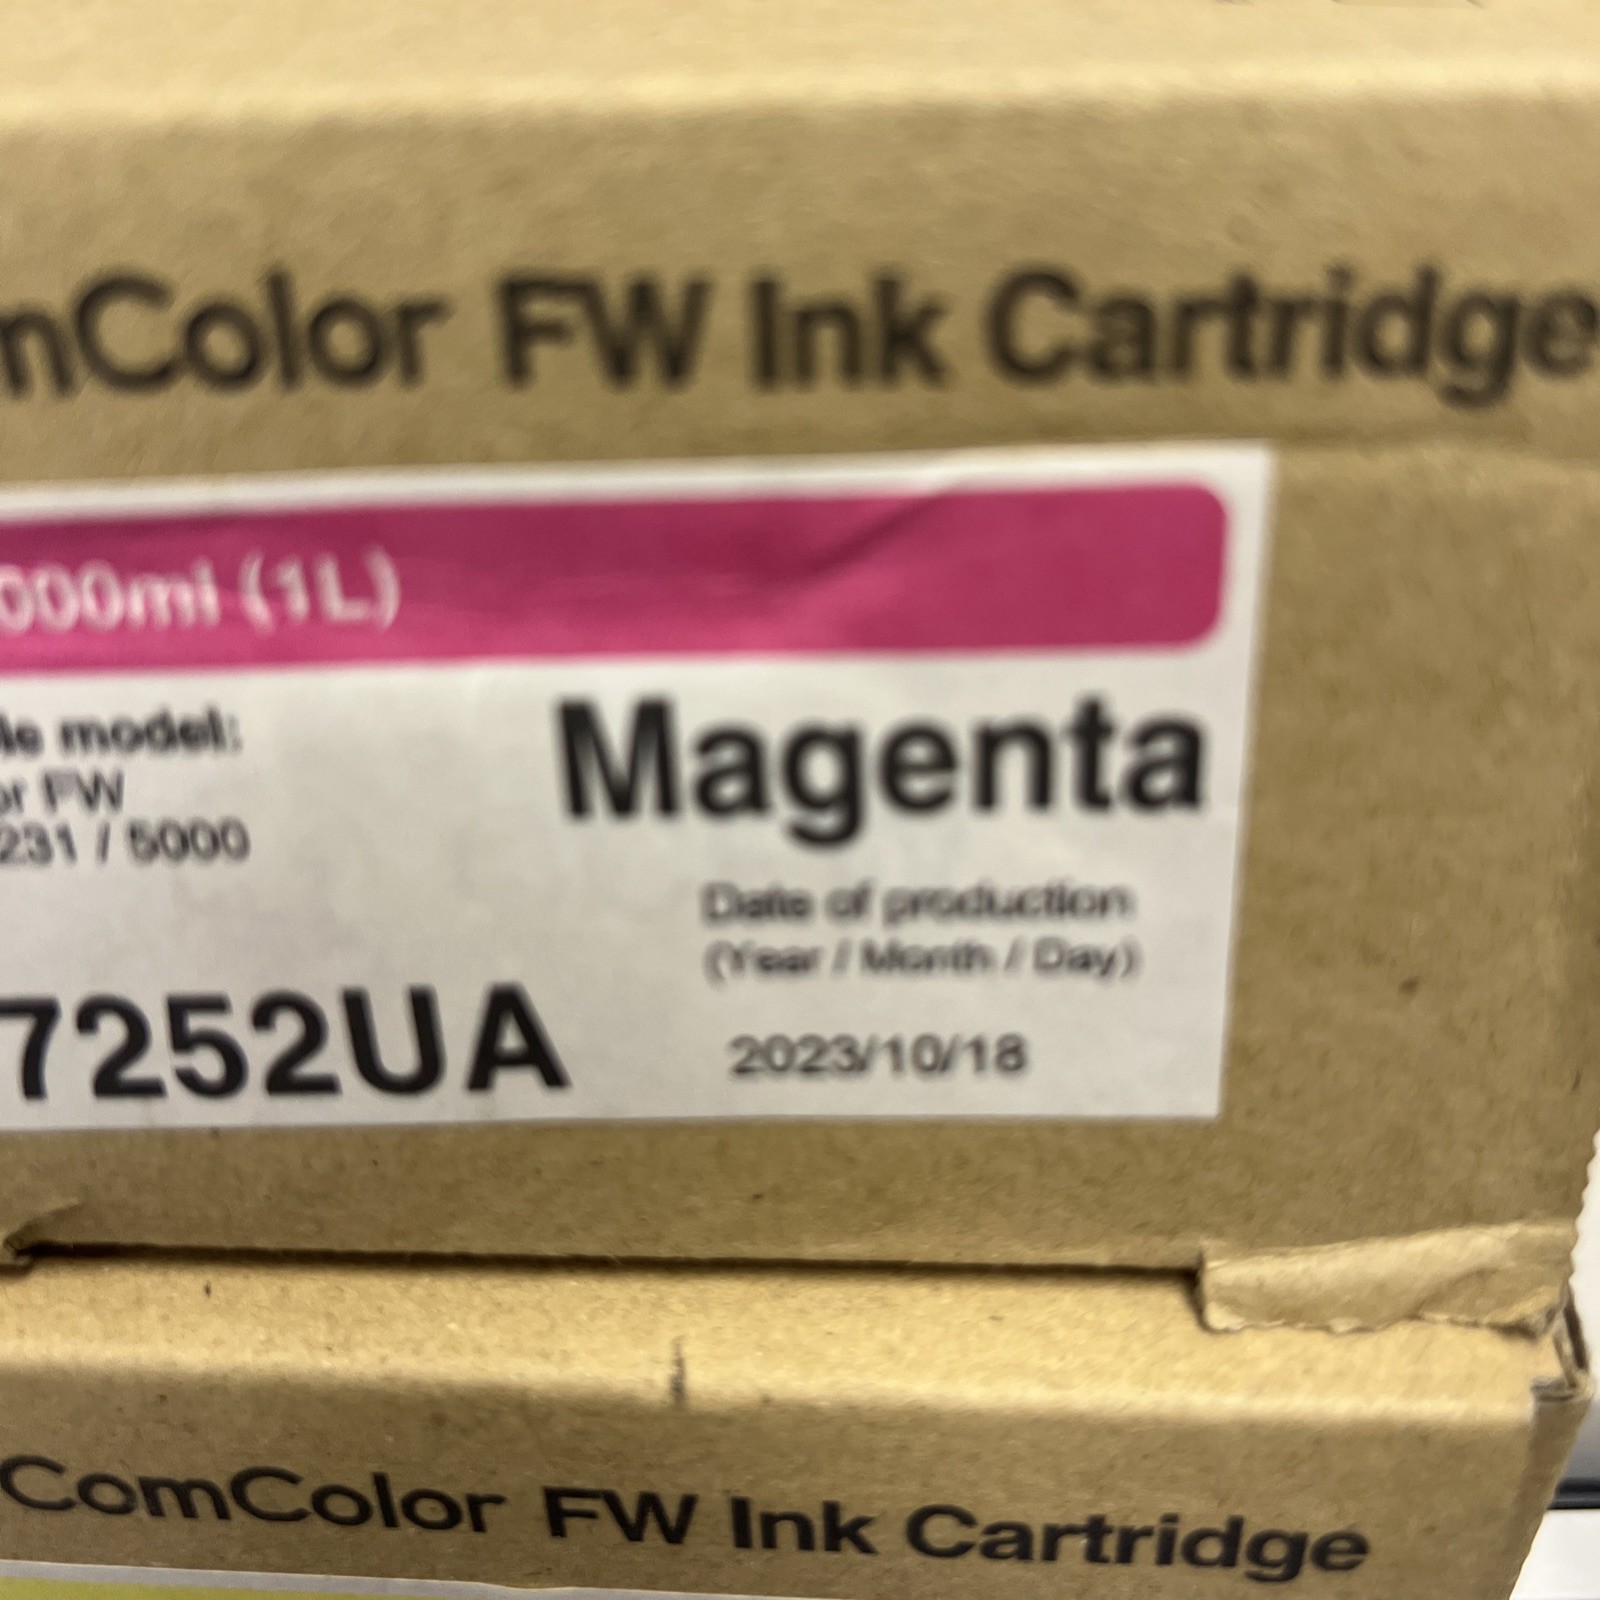 mColor FW Ink Cartridge
000ml (1L)
le model:
or FW
231 / 5000
Magenta
Date of production
(Year / Month / Day)
7252UA
2023/10/18
ComColor FW Ink Cartridge